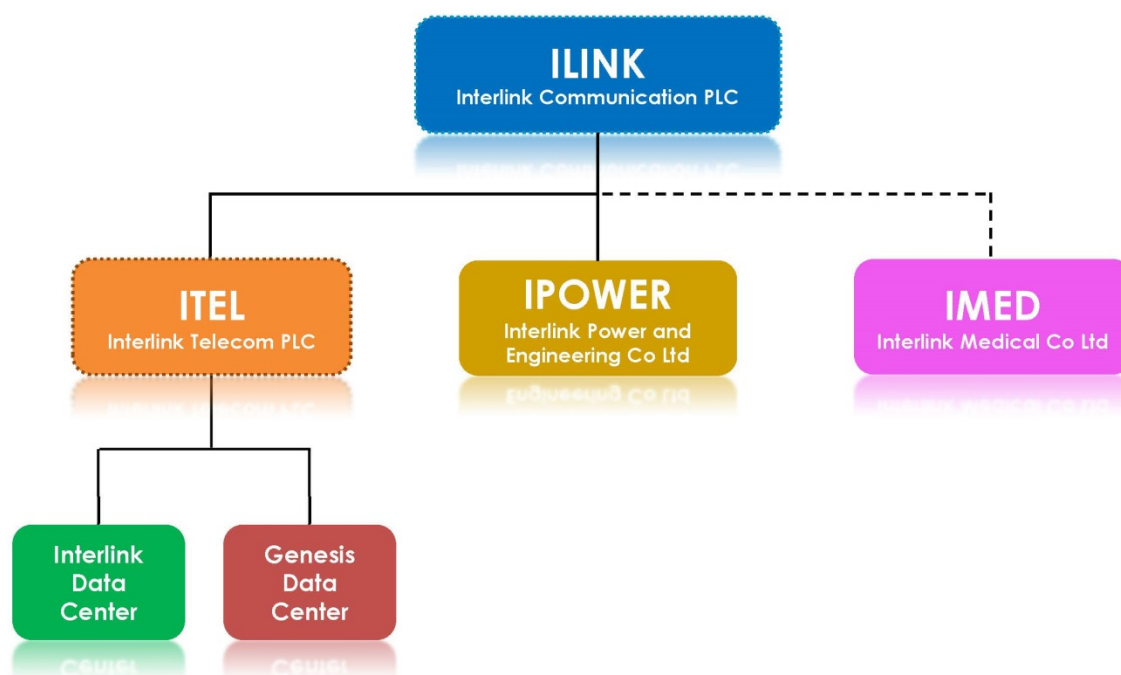 ILINK
Interlink Communication PLC
ITEL
Interlink Telecom PLC
IPOWER
Interlink Power and
Engineering Co Ltd
IMED
Interlink Medical Co Ltd
Interlink
Data
Center
Genesis
Data
Center